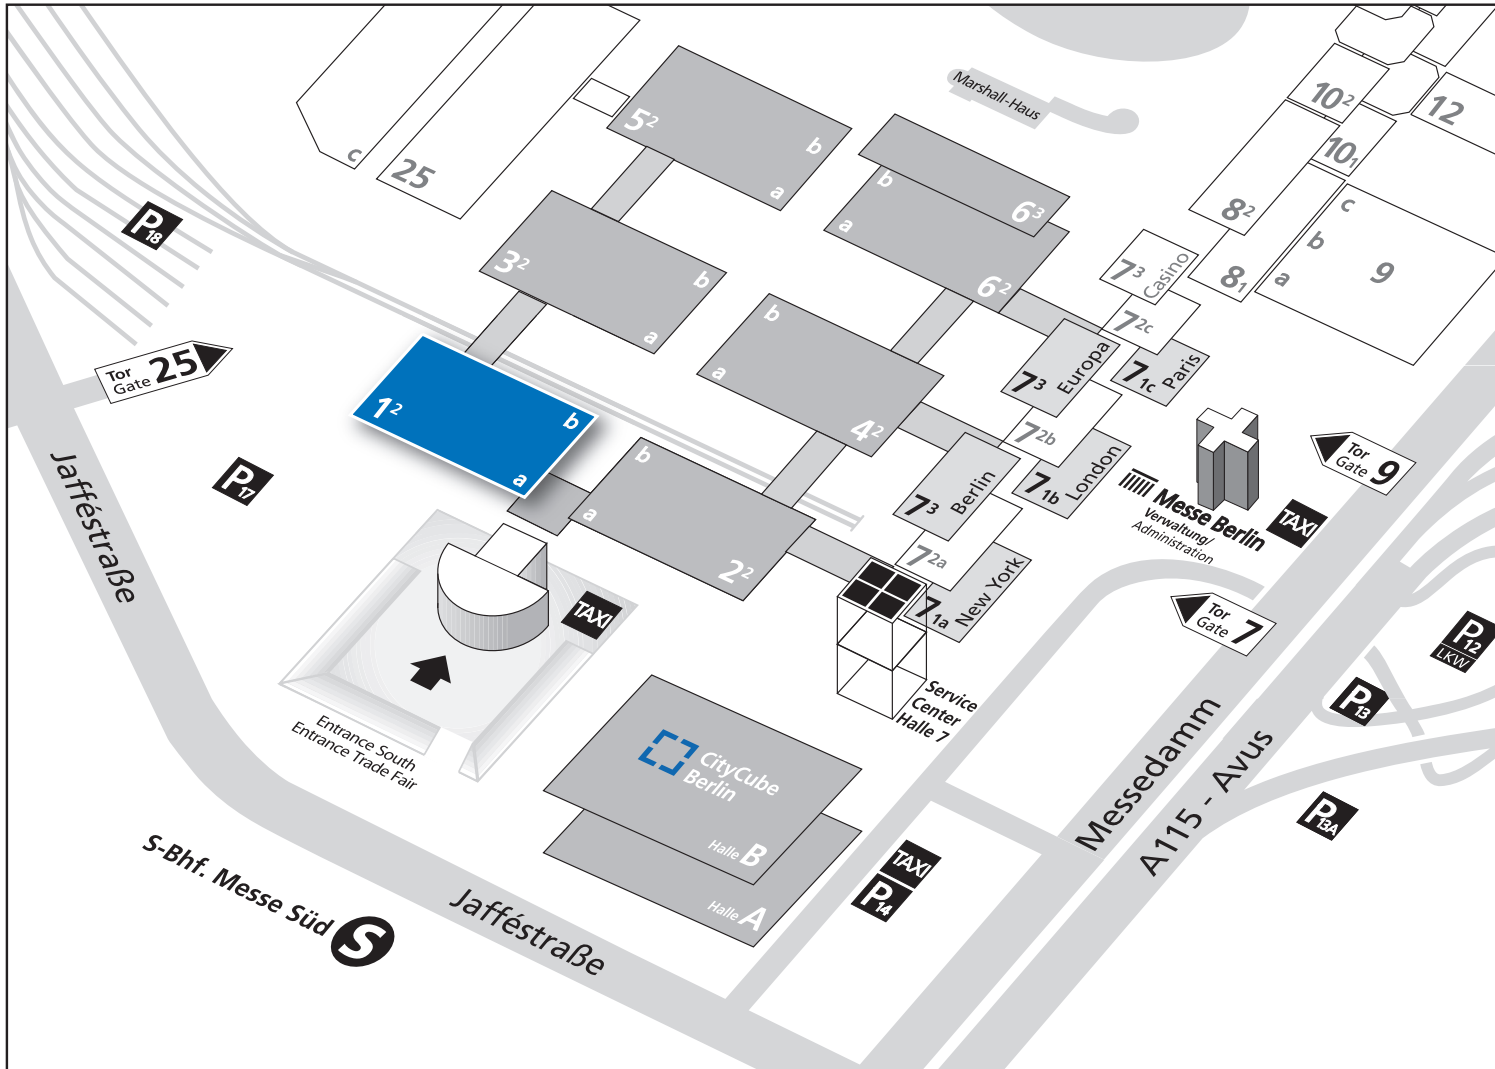 Marshall-Haus
10²
12
10₁
5²
b
a
c
25
b
6³
a
6²
8²
c
b
a
9
8₁
P18
3²
b
a
7³ Casino
7²c
b
a
4²
7³ Europa
7₁c Paris
Tor
Gate 25
1²
b
a
7²b
7₁b London
b
a
2²
7³ Berlin
7²a
7₁a New York
Tor
Gate 9
Messe Berlin
Verwaltung/
Administration
TAXI
P17
Jafféstraße
TAXI
Tor
Gate 7
P12
LKW
P13
Service
Center
Halle 7
Entrance South
Entrance Trade Fair
CityCube
Berlin
Halle B
Halle A
Messedamm
A115 - Avus
P13A
TAXI
P14
S-Bhf. Messe Süd
S
Jafféstraße